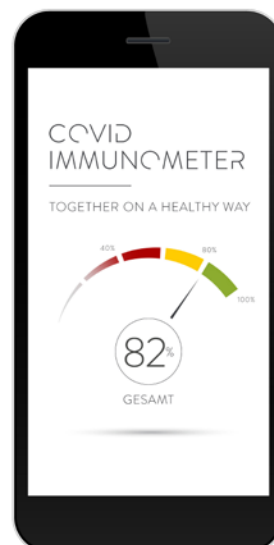 COVID
IMMUNOMETER
TOGETHER ON A HEALTHY WAY
40%
80%
100%
82%
GESAMT